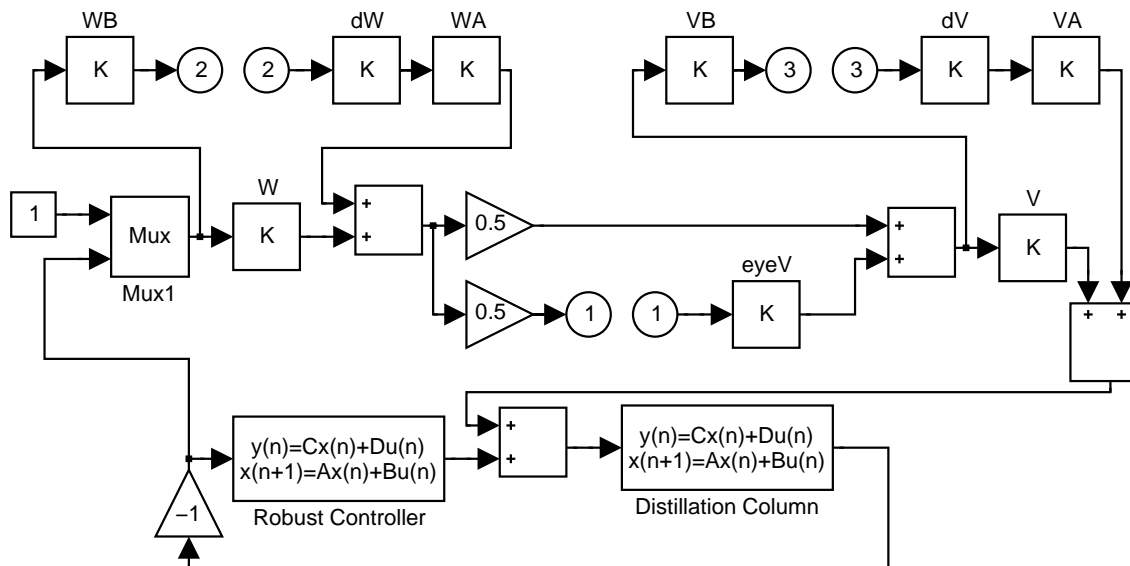 WB dW WA VB dV VA
K 2 2 K K K 3 3 K K
W V
1 Mux K + + 0.5 + + K
Mux1 eyeV
0.5 1 1 K + +
y(n)=Cx(n)+Du(n) + y(n)=Cx(n)+Du(n)
x(n+1)=Ax(n)+Bu(n) + x(n+1)=Ax(n)+Bu(n)
–1 Robust Controller Distillation Column